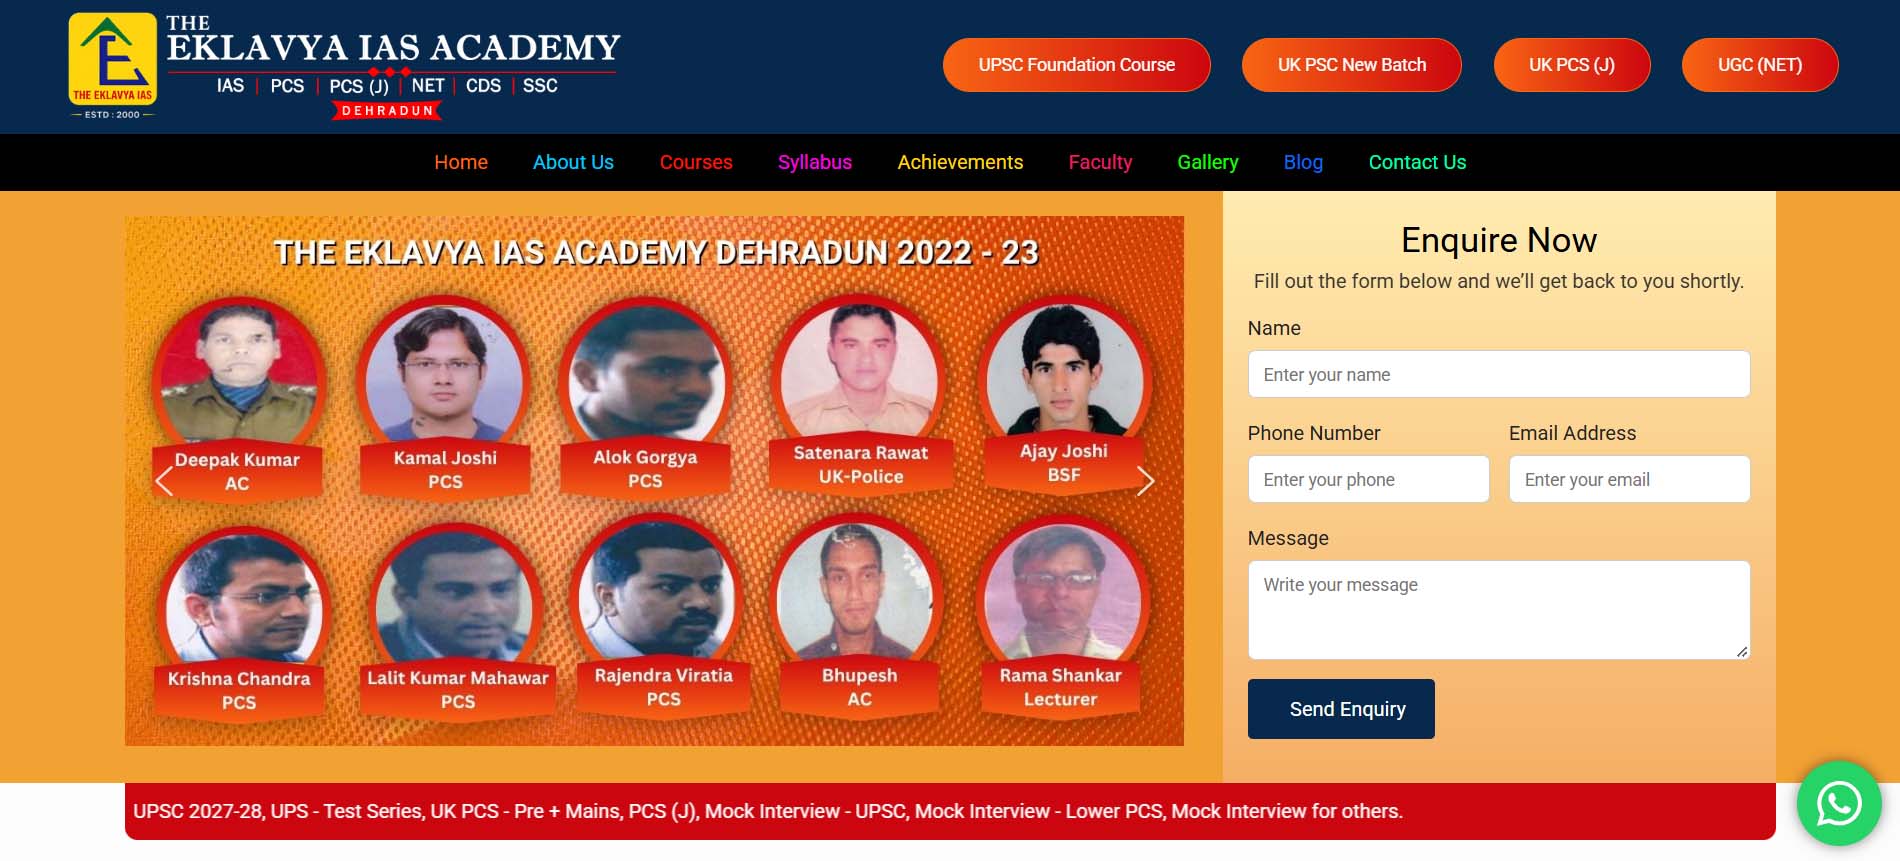 THE
EKLAVYA IAS ACADEMY
IAS | PCS | PCS (J) | NET | CDS | SSC
DEHRADUN
E
THE EKLAVYA IAS
ESTD : 2000
UPSC Foundation Course
UK PSC New Batch
UK PCS (J)
UGC (NET)
Home About Us Courses Syllabus Achievements Faculty Gallery Blog Contact Us
THE EKLAVYA IAS ACADEMY DEHRADUN 2022 - 23
Deepak Kumar
AC
Kamal Joshi
PCS
Alok Gorgya
PCS
Satenara Rawat
UK-Police
Ajay Joshi
BSF
Krishna Chandra
PCS
Lalit Kumar Mahawar
PCS
Rajendra Viratia
PCS
Bhupesh
AC
Rama Shankar
Lecturer
Enquire Now
Fill out the form below and we’ll get back to you shortly.
Name
Enter your name
Phone Number
Enter your phone
Email Address
Enter your email
Message
Write your message
Send Enquiry
UPSC 2027-28, UPS - Test Series, UK PCS - Pre + Mains, PCS (J), Mock Interview - UPSC, Mock Interview - Lower PCS, Mock Interview for others.